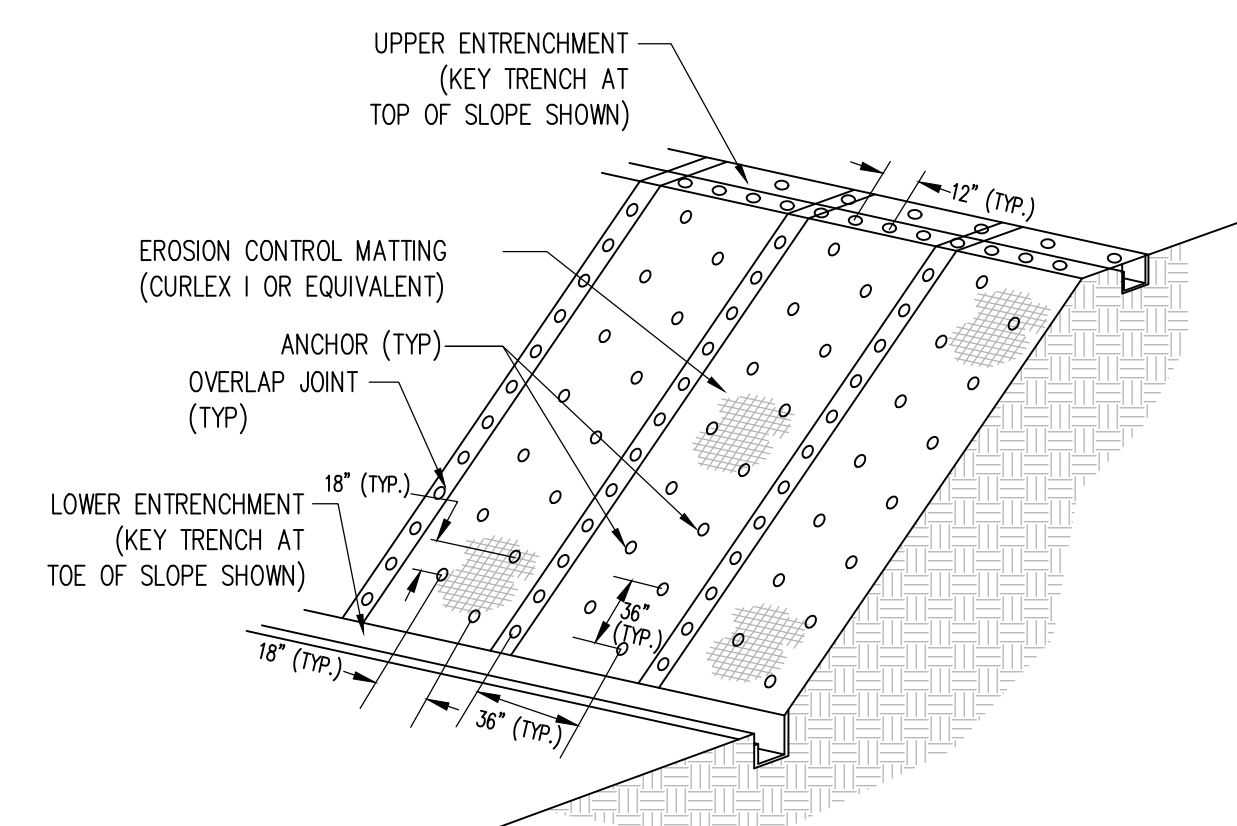 UPPER ENTRENCHMENT
(KEY TRENCH AT
TOP OF SLOPE SHOWN)
12" (TYP.)
EROSION CONTROL MATTING
(CURLEX I OR EQUIVALENT)
ANCHOR (TYP)
OVERLAP JOINT
(TYP)
18" (TYP.)
LOWER ENTRENCHMENT
(KEY TRENCH AT
TOE OF SLOPE SHOWN)
36"
(TYP.)
18" (TYP.)
36" (TYP.)